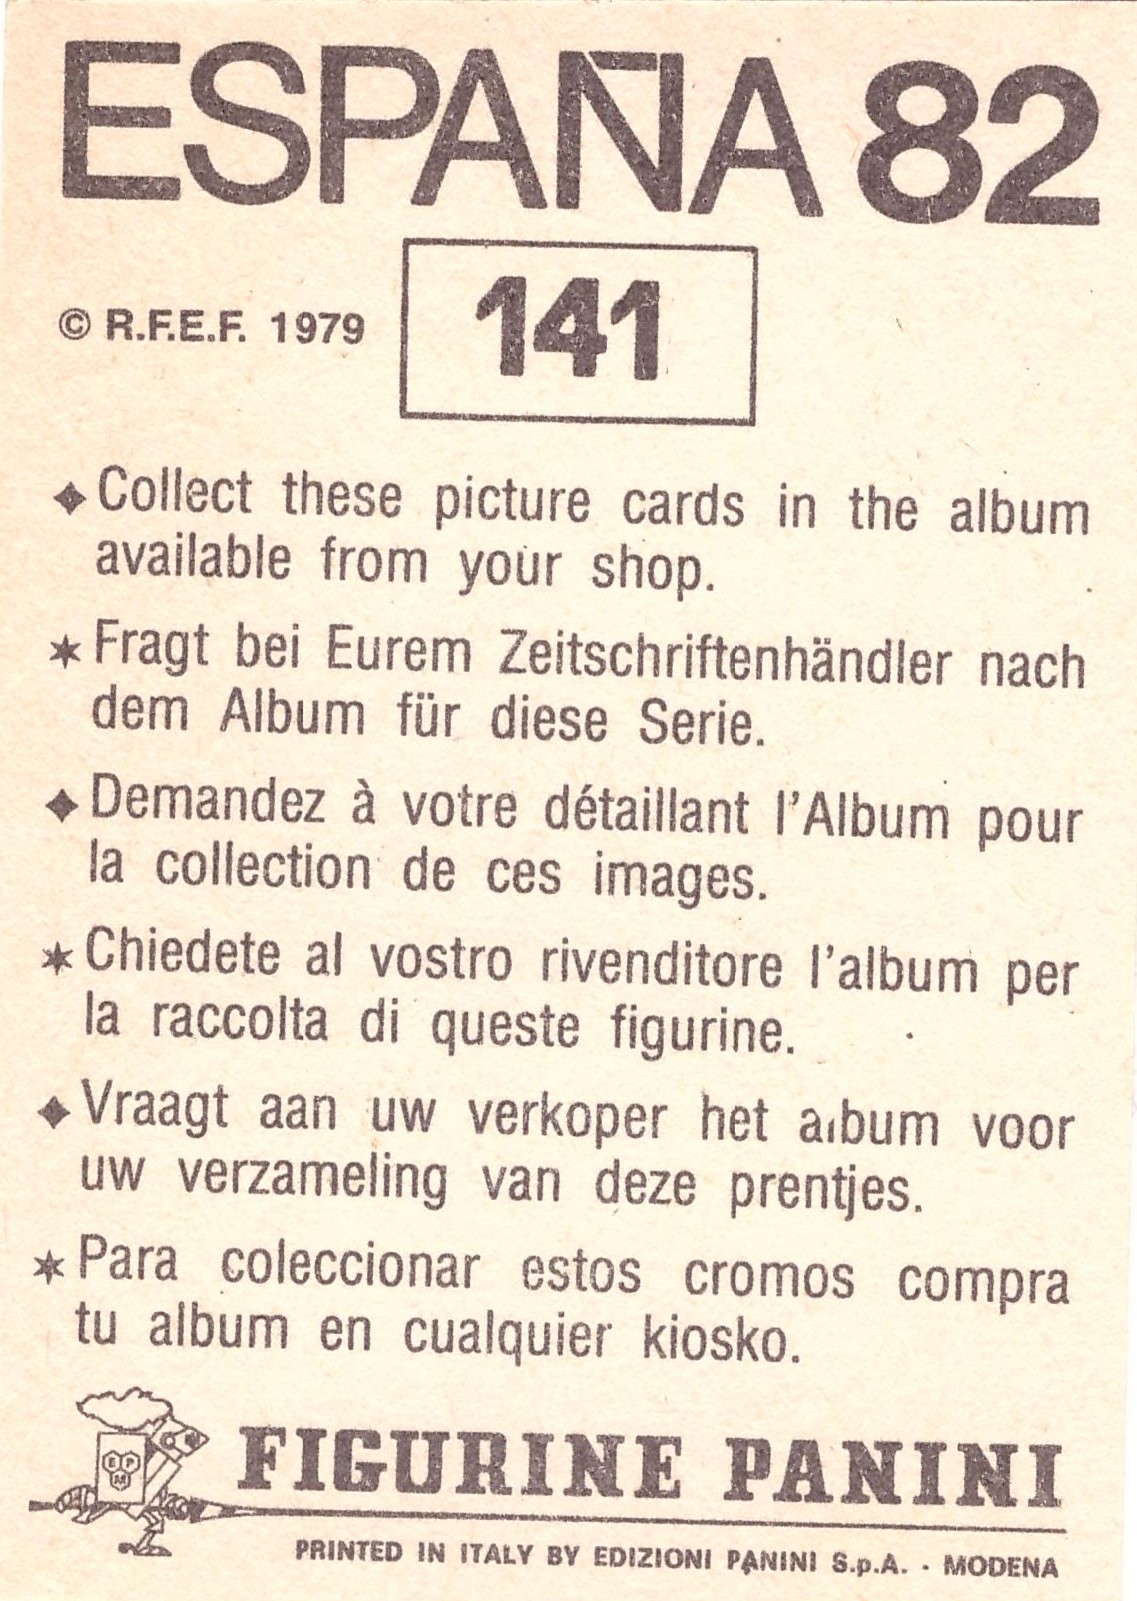 ESPAÑA 82
© R.F.E.F. 1979
141
◆ Collect these picture cards in the album
available from your shop.
✶ Fragt bei Eurem Zeitschriftenhändler nach
dem Album für diese Serie.
◆ Demandez à votre détaillant l'Album pour
la collection de ces images.
✶ Chiedete al vostro rivenditore l'album per
la raccolta di queste figurine.
◆ Vraagt aan uw verkoper het album voor
uw verzameling van deze prentjes.
✶ Para coleccionar estos cromos compra
tu album en cualquier kiosko.
EPM
FIGURINE PANINI
PRINTED IN ITALY BY EDIZIONI PANINI S.p.A. - MODENA